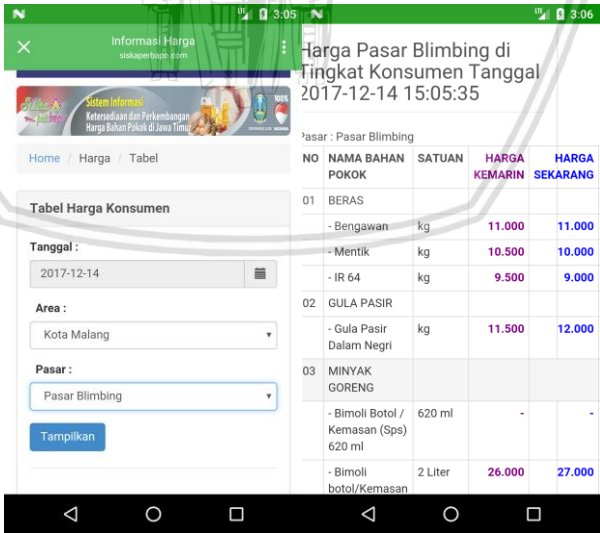 3:05
Informasi Harga
siskaperbapo.com
Siska
perbapo
Sistem Informasi
Ketersediaan dan Perkembangan
Harga Bahan Pokok di Jawa Timur
100%
Home / Harga / Tabel
Tabel Harga Konsumen
Tanggal :
2017-12-14
Area :
Kota Malang
Pasar :
Pasar Blimbing
Tampilkan
3:06
Harga Pasar Blimbing di
Tingkat Konsumen Tanggal
2017-12-14 15:05:35
Pasar : Pasar Blimbing
NO NAMA BAHAN POKOK SATUAN HARGA KEMARIN HARGA SEKARANG
01 BERAS
- Bengawan kg 11.000 11.000
- Mentik kg 10.500 10.000
- IR 64 kg 9.500 9.000
02 GULA PASIR
- Gula Pasir kg 11.500 12.000
Dalam Negri
03 MINYAK
GORENG
- Bimoli Botol / 620 ml - -
Kemasan (Sps)
620 ml
- Bimoli 2 Liter 26.000 27.000
botol/Kemasan